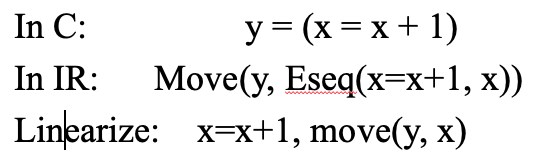 In C: y = (x = x + 1)
In IR: Move(y, Eseq(x=x+1, x))
Linearize: x=x+1, move(y, x)